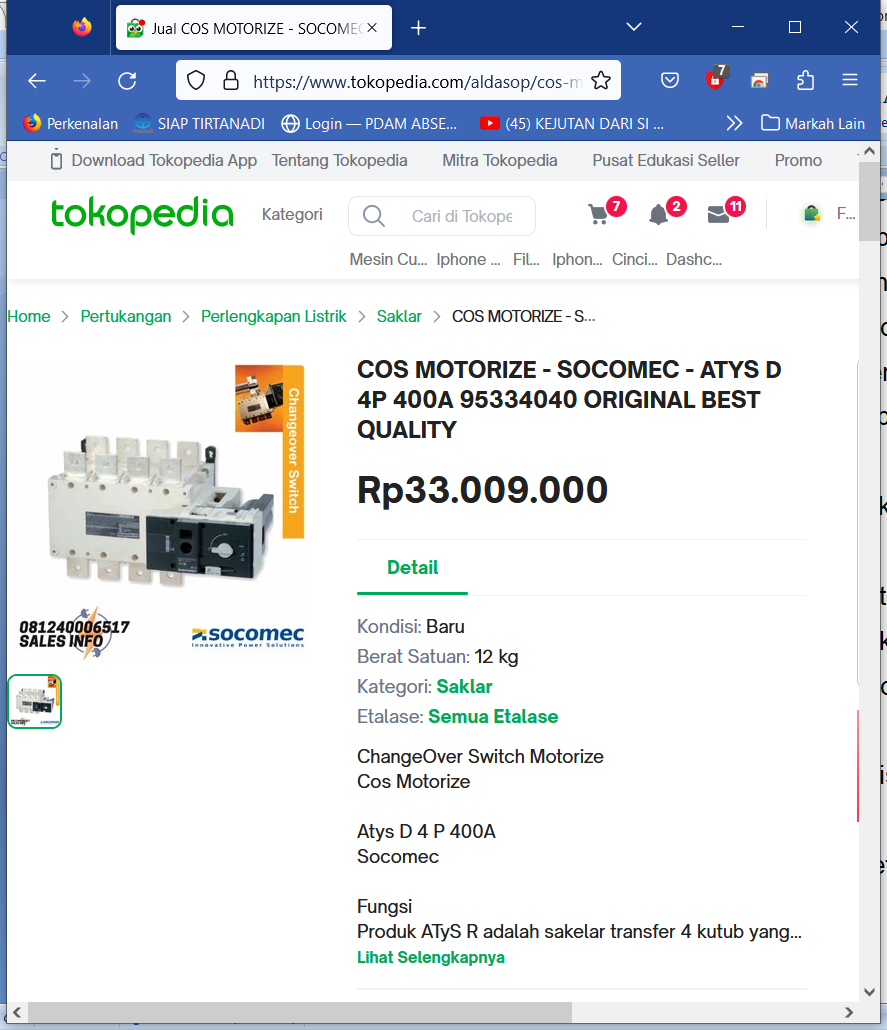 Jual COS MOTORIZE - SOCOMEC
https://www.tokopedia.com/aldasop/cos-m
7
Perkenalan
SIAP TIRTANADI
Login — PDAM ABSE...
(45) KEJUTAN DARI SI ...
Markah Lain
Download Tokopedia App
Tentang Tokopedia
Mitra Tokopedia
Pusat Edukasi Seller
Promo
tokopedia
Kategori
Cari di Tokope
7
2
11
F...
Mesin Cu...
Iphone ...
Fil...
Iphon...
Cinci...
Dashc...
Home > Pertukangan > Perlengkapan Listrik > Saklar > COS MOTORIZE - S...
Changeover Switch
081240006517
SALES INFO
socomec
Innovative Power Solutions
COS MOTORIZE - SOCOMEC - ATYS D
4P 400A 95334040 ORIGINAL BEST
QUALITY
Rp33.009.000
Detail
Kondisi: Baru
Berat Satuan: 12 kg
Kategori: Saklar
Etalase: Semua Etalase
ChangeOver Switch Motorize
Cos Motorize
Atys D 4 P 400A
Socomec
Fungsi
Produk ATyS R adalah sakelar transfer 4 kutub yang...
Lihat Selengkapnya